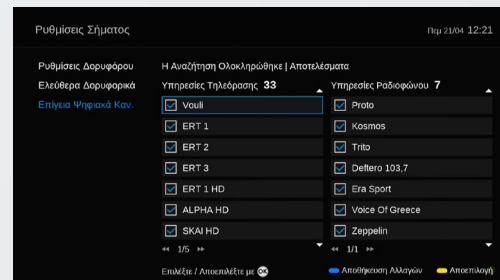 Ρυθμίσεις Σήματος
Πεμ 21/04 12:21
Ρυθμίσεις Δορυφόρου
Ελεύθερα Δορυφορικά
Επίγεια Ψηφιακά Καν.
Η Αναζήτηση Ολοκληρώθηκε | Αποτελέσματα
Υπηρεσίες Τηλεόρασης 33
Vouli
ERT 1
ERT 2
ERT 3
ERT 1 HD
ALPHA HD
SKAI HD
1/5
Υπηρεσίες Ραδιοφώνου 7
Proto
Kosmos
Trito
Deftero 103,7
Era Sport
Voice Of Greece
Zeppelin
1/1
Επιλέξτε / Αποεπιλέξτε με OK
Αποθήκευση Αλλαγών
Αποεπιλογή